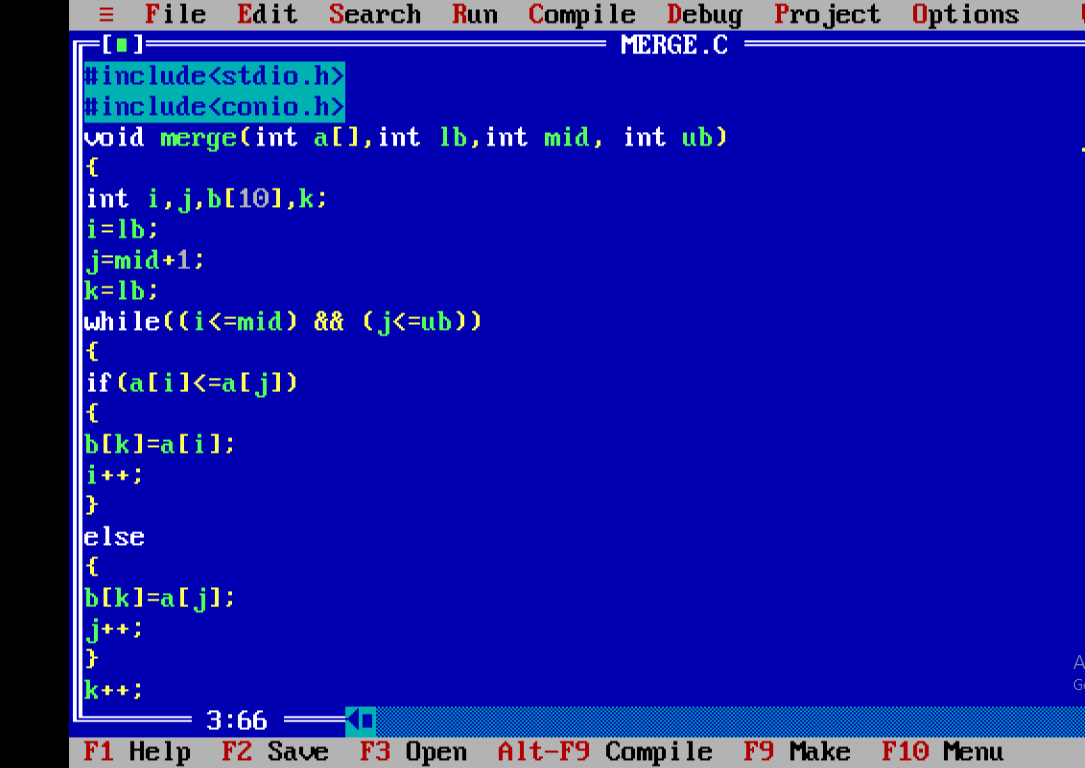 ≡ File Edit Search Run Compile Debug Project Options
[■] MERGE.C
#include<stdio.h>
#include<conio.h>
void merge(int a[],int lb,int mid, int ub)
{
int i,j,b[10],k;
i=lb;
j=mid+1;
k=lb;
while((i<=mid) && (j<=ub))
{
if(a[i]<=a[j])
{
b[k]=a[i];
i++;
}
else
{
b[k]=a[j];
j++;
}
k++;
3:66
F1 Help F2 Save F3 Open Alt-F9 Compile F9 Make F10 Menu